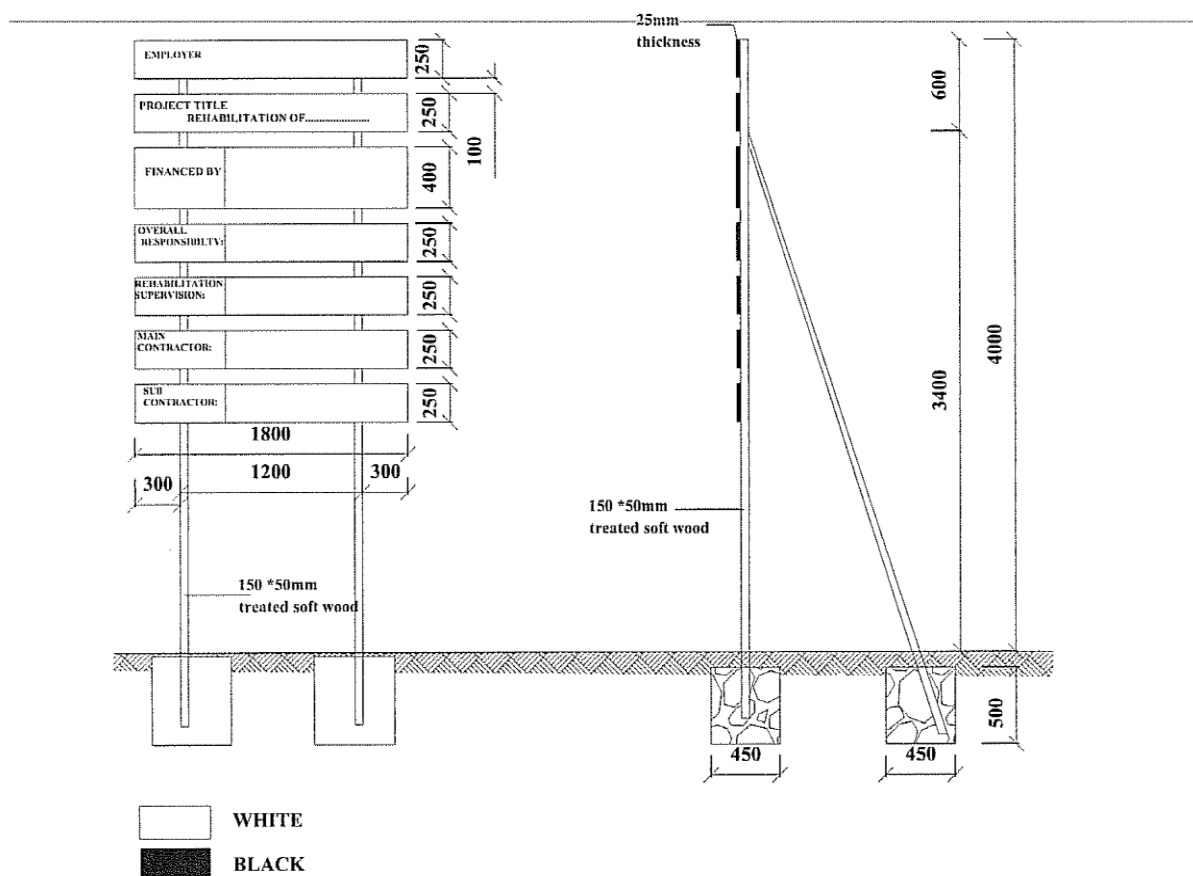 EMPLOYER
250
PROJECT TITLE
REHABILITATION OF.......................
250
100
FINANCED BY
400
OVERALL
RESPONSIBILTY:
250
REHABILITATION
SUPERVISION:
250
MAIN
CONTRACTOR:
250
SUB
CONTRACTOR:
250
1800
300
1200
300
150 *50mm
treated soft wood
25mm
thickness
600
4000
3400
150 *50mm
treated soft wood
500
450
450
WHITE
BLACK